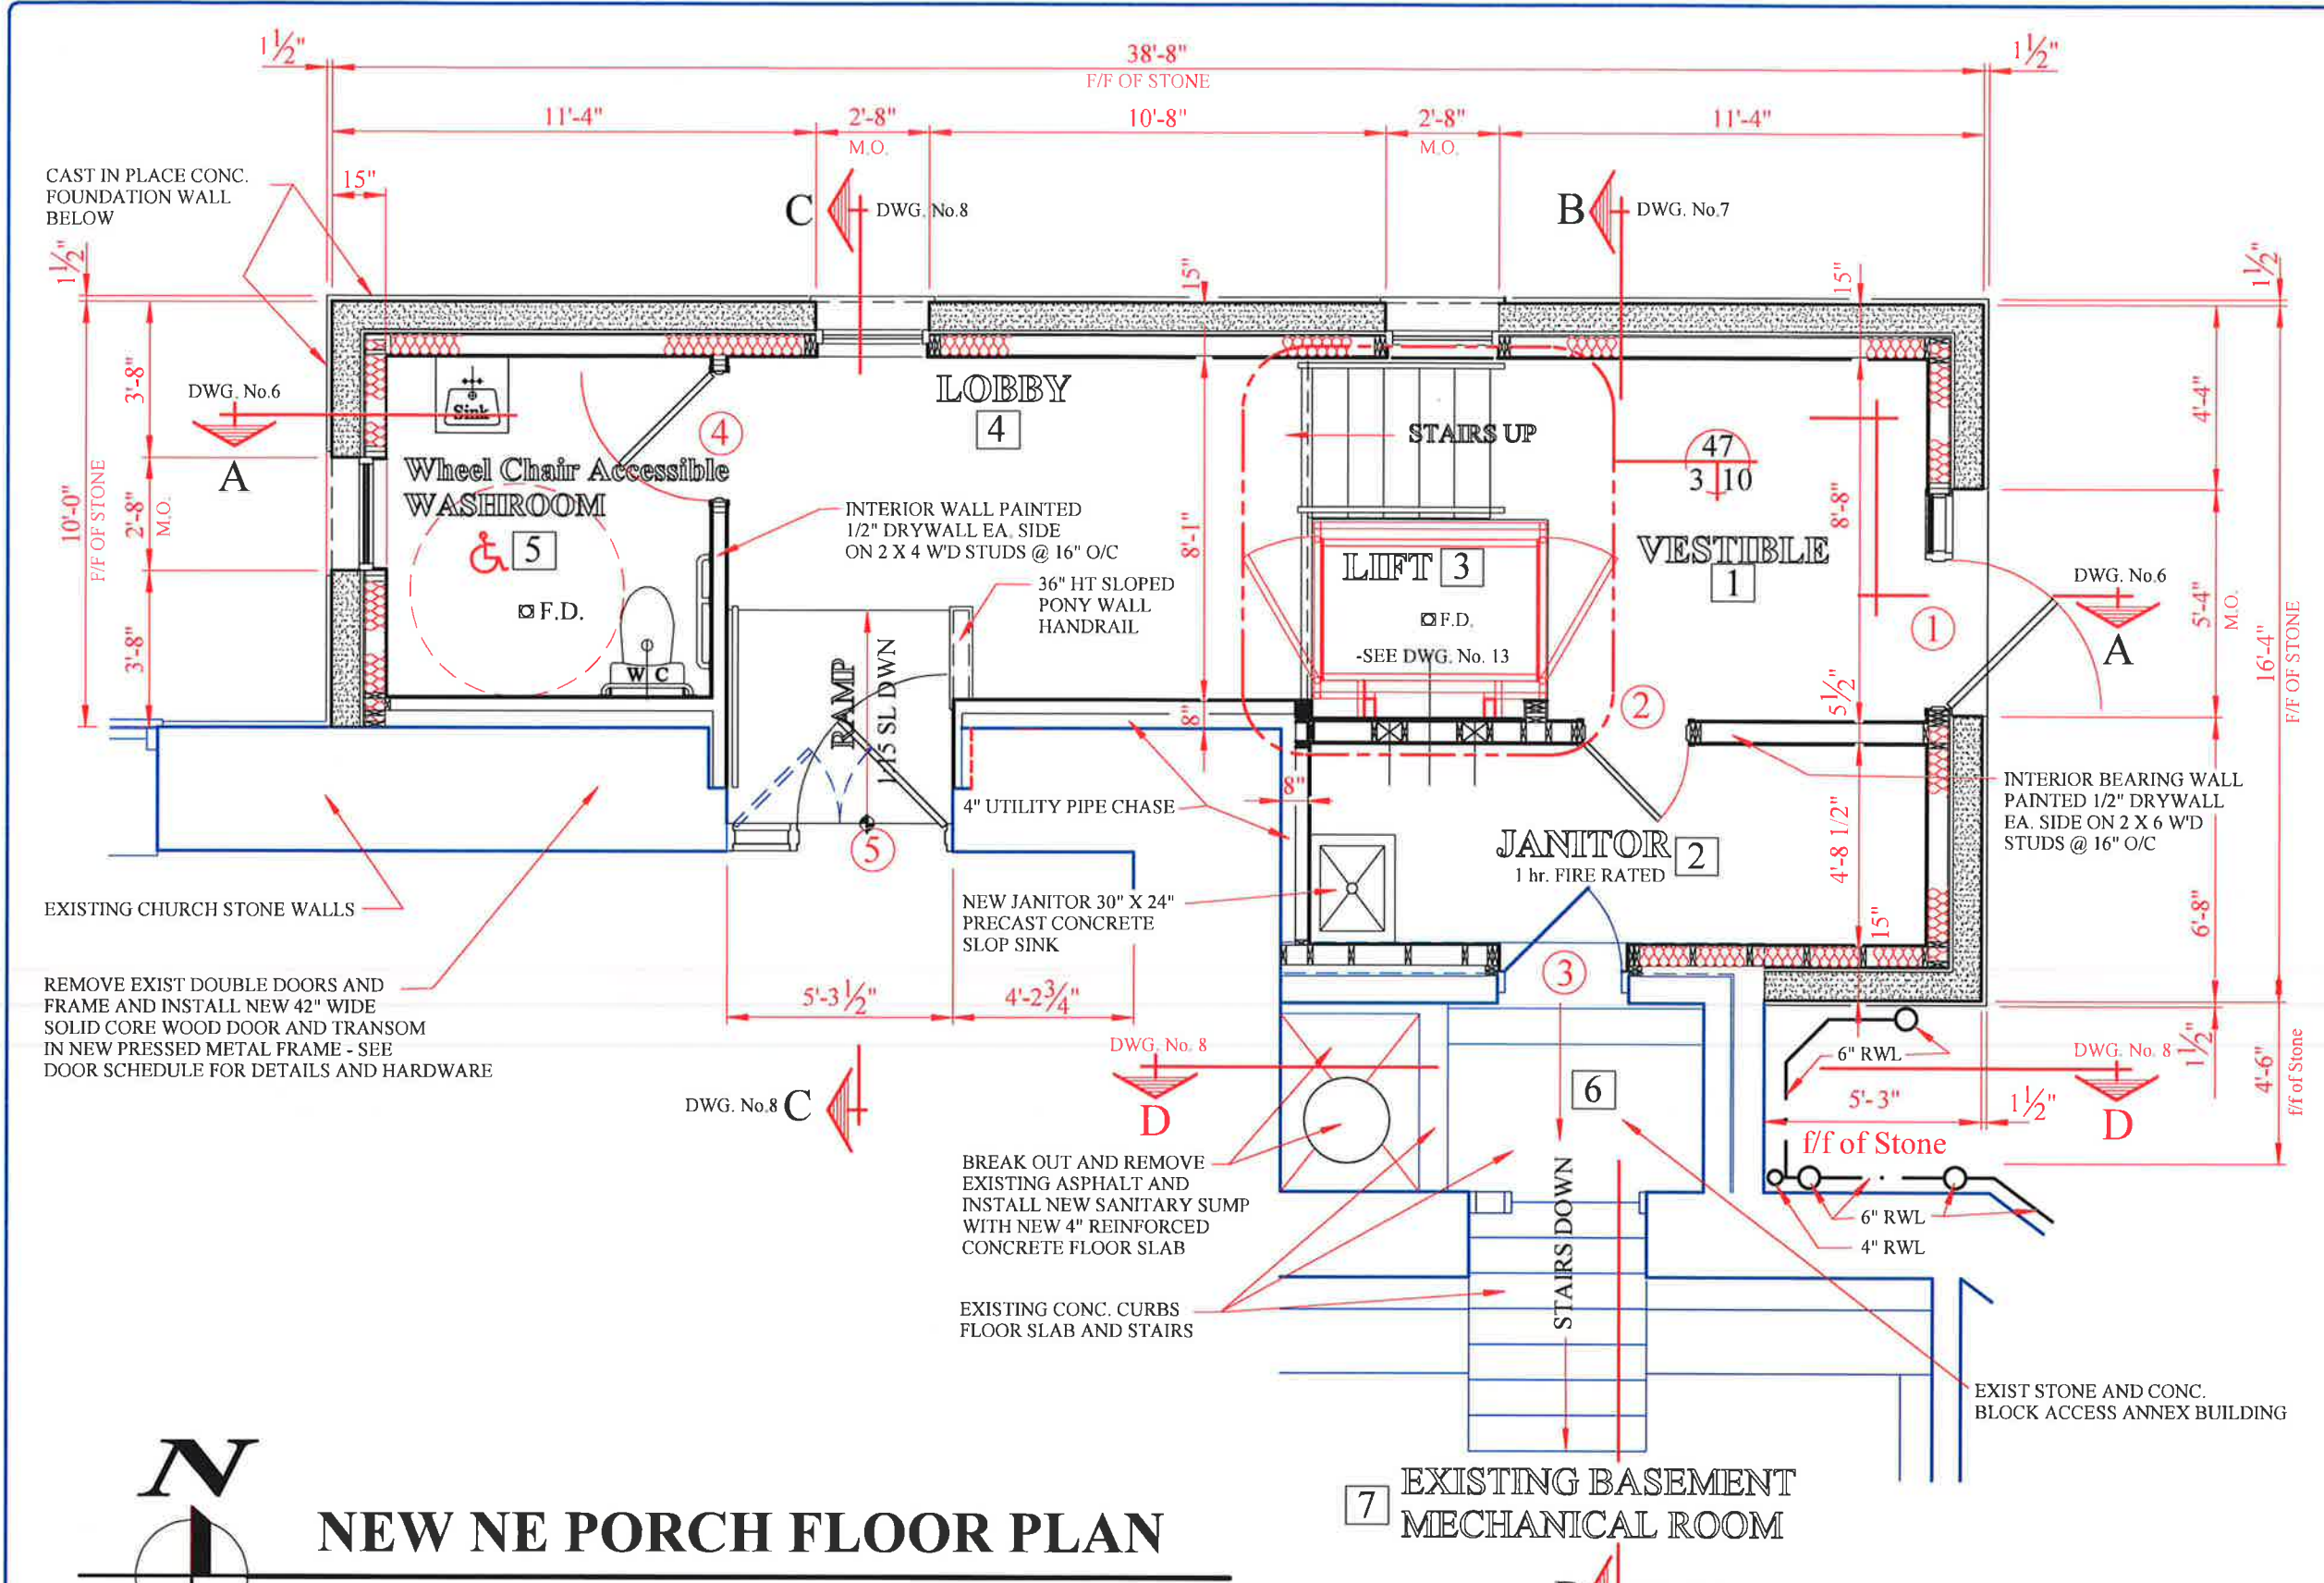 1½"
38'-8"
F/F OF STONE
1½"
11'-4"
2'-8"
M.O.
10'-8"
2'-8"
M.O.
11'-4"
CAST IN PLACE CONC.
FOUNDATION WALL
BELOW
15"
C
DWG. No.8
B
DWG. No.7
1½"
15"
15"
1½"
3'-8"
DWG. No.6
A
10'-0"
F/F OF STONE
2'-8"
M.O.
3'-8"
Sink
Wheel Chair Accessible
WASHROOM
5
F.D.
W C
4
LOBBY
4
INTERIOR WALL PAINTED
1/2" DRYWALL EA. SIDE
ON 2 X 4 W'D STUDS @ 16" O/C
36" HT SLOPED
PONY WALL
HANDRAIL
8'-1"
8"
STAIRS UP
LIFT 3
F.D.
-SEE DWG. No. 13
47
3 10
VESTIBLE
1
8'-8"
5½"
4'-4"
5'-4"
M.O.
16'-4"
F/F OF STONE
DWG. No.6
A
1
2
RAMP
1:15 SL DWN
5
4" UTILITY PIPE CHASE
8"
JANITOR 2
1 hr. FIRE RATED
4'-8 1/2"
15"
6'-8"
INTERIOR BEARING WALL
PAINTED 1/2" DRYWALL
EA. SIDE ON 2 X 6 W'D
STUDS @ 16" O/C
EXISTING CHURCH STONE WALLS
NEW JANITOR 30" X 24"
PRECAST CONCRETE
SLOP SINK
REMOVE EXIST DOUBLE DOORS AND
FRAME AND INSTALL NEW 42" WIDE
SOLID CORE WOOD DOOR AND TRANSOM
IN NEW PRESSED METAL FRAME - SEE
DOOR SCHEDULE FOR DETAILS AND HARDWARE
5'-3½"
4'-2¾"
3
DWG. No. 8
D
DWG. No.8 C
6
6" RWL
5'-3"
1½"
f/f of Stone
DWG. No. 8
D
1½"
4'-6"
f/f of Stone
BREAK OUT AND REMOVE
EXISTING ASPHALT AND
INSTALL NEW SANITARY SUMP
WITH NEW 4" REINFORCED
CONCRETE FLOOR SLAB
STAIRS DOWN
6" RWL
4" RWL
EXISTING CONC. CURBS
FLOOR SLAB AND STAIRS
EXIST STONE AND CONC.
BLOCK ACCESS ANNEX BUILDING
N
NEW NE PORCH FLOOR PLAN
7
EXISTING BASEMENT
MECHANICAL ROOM